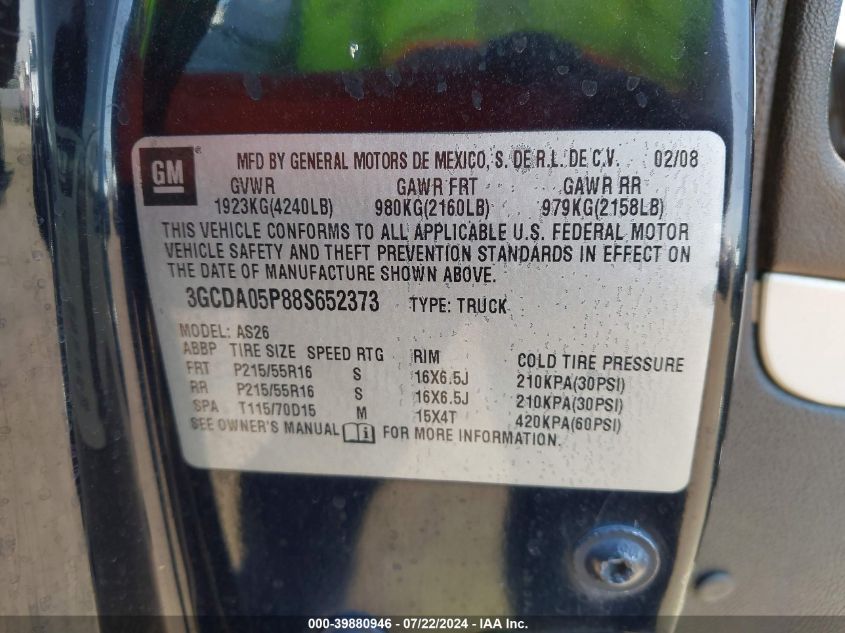 GM ® MFD BY GENERAL MOTORS DE MEXICO, S. DE R.L. DE C.V. 02/08
GVWR GAWR FRT GAWR RR
1923KG(4240LB) 980KG(2160LB) 979KG(2158LB)
THIS VEHICLE CONFORMS TO ALL APPLICABLE U.S. FEDERAL MOTOR
VEHICLE SAFETY AND THEFT PREVENTION STANDARDS IN EFFECT ON
THE DATE OF MANUFACTURE SHOWN ABOVE.
3GCDA05P88S652373 TYPE: TRUCK
MODEL: AS26
ABBP TIRE SIZE SPEED RTG RIM COLD TIRE PRESSURE
FRT P215/55R16 S 16X6.5J 210KPA(30PSI)
RR P215/55R16 S 16X6.5J 210KPA(30PSI)
SPA T115/70D15 M 15X4T 420KPA(60PSI)
SEE OWNER'S MANUAL i FOR MORE INFORMATION.
000-39880946 - 07/22/2024 - IAA Inc.